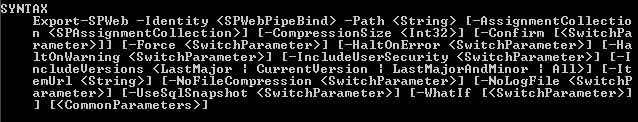 SYNTAX
Export-SPWeb -Identity <SPWebPipeBind> -Path <String> [-AssignmentCollectio
n <SPAssignmentCollection>] [-CompressionSize <Int32>] [-Confirm [<SwitchPa
rameter>]] [-Force <SwitchParameter>] [-HaltOnError <SwitchParameter>] [-Ha
ltOnWarning <SwitchParameter>] [-IncludeUserSecurity <SwitchParameter>] [-I
ncludeVersions <LastMajor | CurrentVersion | LastMajorAndMinor | All>] [-It
emUrl <String>] [-NoFileCompression <SwitchParameter>] [-NoLogFile <SwitchP
arameter>] [-UseSqlSnapshot <SwitchParameter>] [-WhatIf [<SwitchParameter>]
] [<CommonParameters>]